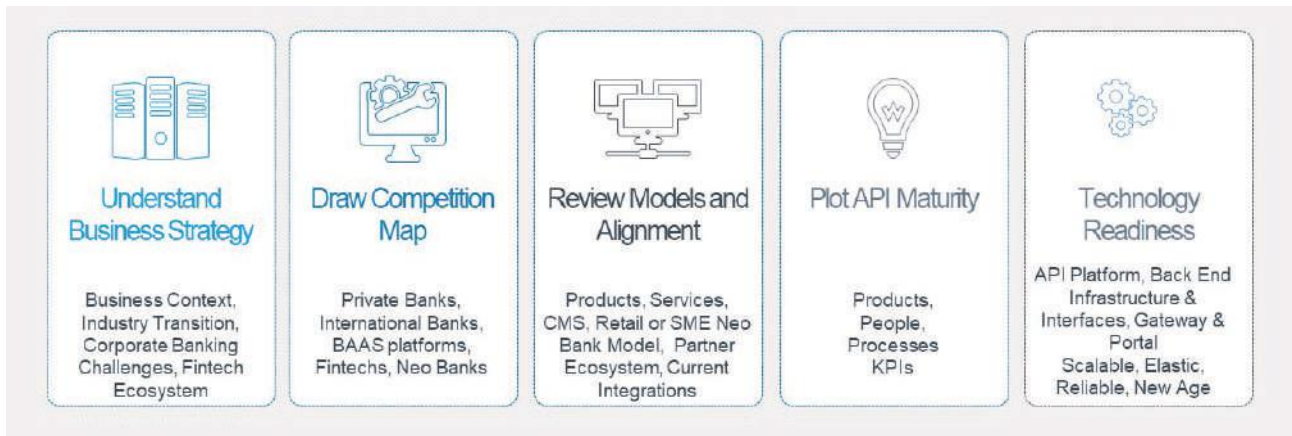 Understand
Business Strategy
Business Context,
Industry Transition,
Corporate Banking
Challenges, Fintech
Ecosystem
Draw Competition
Map
Private Banks,
International Banks,
BAAS platforms,
Fintechs, Neo Banks
Review Models and
Alignment
Products, Services,
CMS, Retail or SME Neo
Bank Model, Partner
Ecosystem, Current
Integrations
Plot API Maturity
Products,
People,
Processes
KPIs
Technology
Readiness
API Platform, Back End
Infrastructure &
Interfaces, Gateway &
Portal
Scalable, Elastic,
Reliable, New Age